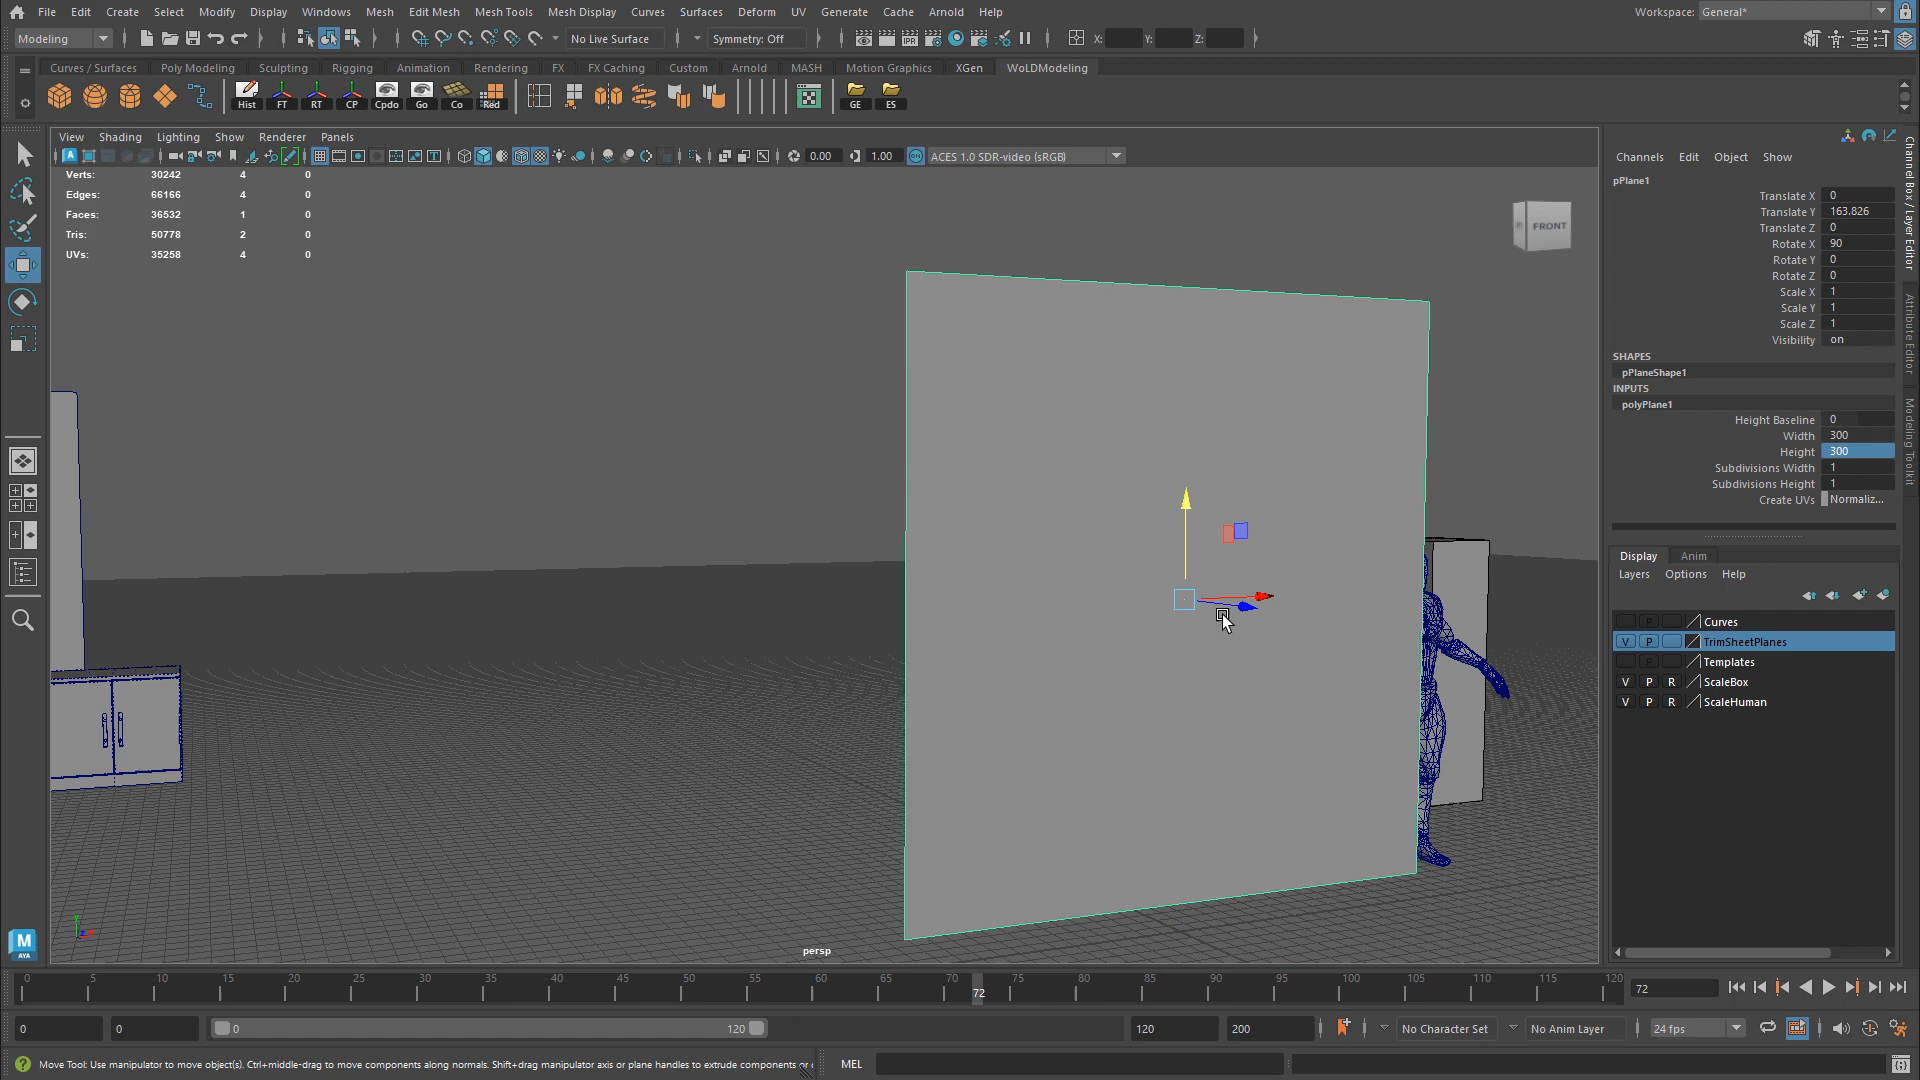 File Edit Create Select Modify Display Windows Mesh Edit Mesh Mesh Tools Mesh Display Curves Surfaces Deform UV Generate Cache Arnold Help Workspace: General*
Modeling No Live Surface Symmetry: Off X: Y: Z:
Curves / Surfaces Poly Modeling Sculpting Rigging Animation Rendering FX FX Caching Custom Arnold MASH Motion Graphics XGen WoLDModeling
Hist FT RT CP Cpdo Go Co Red GE ES
View Shading Lighting Show Renderer Panels
0.00 1.00 ON ACES 1.0 SDR-video (sRGB)
Verts: 30242 4 0
Edges: 66166 4 0
Faces: 36532 1 0
Tris: 50778 2 0
UVs: 35258 4 0
FRONT
persp
Channels Edit Object Show
pPlane1
Translate X 0
Translate Y 163.826
Translate Z 0
Rotate X 90
Rotate Y 0
Rotate Z 0
Scale X 1
Scale Y 1
Scale Z 1
Visibility on
SHAPES
pPlaneShape1
INPUTS
polyPlane1
Height Baseline 0
Width 300
Height 300
Subdivisions Width 1
Subdivisions Height 1
Create UVs Normaliz...
Display Anim
Layers Options Help
P Curves
V P TrimSheetPlanes
P Templates
V P R ScaleBox
V P R ScaleHuman
Channel Box / Layer Editor
Attribute Editor
Modeling Toolkit
M
AYA
0 5 10 15 20 25 30 35 40 45 50 55 60 65 70 75 80 85 90 95 100 105 110 115 120
72 72
0 0 0 120 120 200 No Character Set No Anim Layer 24 fps
Move Tool: Use manipulator to move object(s). Ctrl+middle-drag to move components along normals. Shift+drag manipulator axis or plane handles to extrude components or MEL